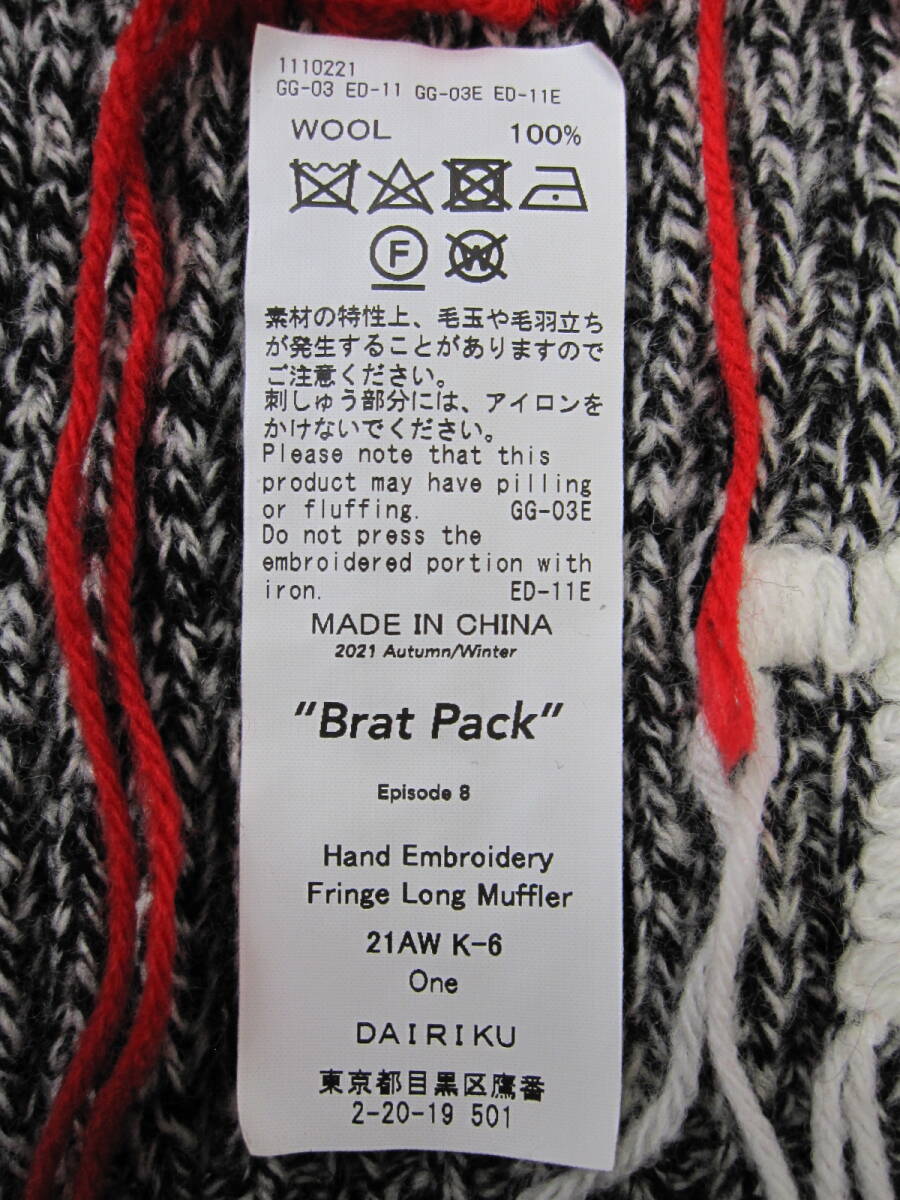 1110221
GG-03 ED-11 GG-03E ED-11E
WOOL 100%
F W
素材の特性上、毛玉や毛羽立ち
が発生することがありますので
ご注意ください。
刺しゅう部分には、アイロンを
かけないでください。
Please note that this
product may have pilling
or fluffing. GG-03E
Do not press the
embroidered portion with
iron. ED-11E
MADE IN CHINA
2021 Autumn/Winter
"Brat Pack"
Episode 8
Hand Embroidery
Fringe Long Muffler
21AW K-6
One
DAIRIKU
東京都目黒区鷹番
2-20-19 501